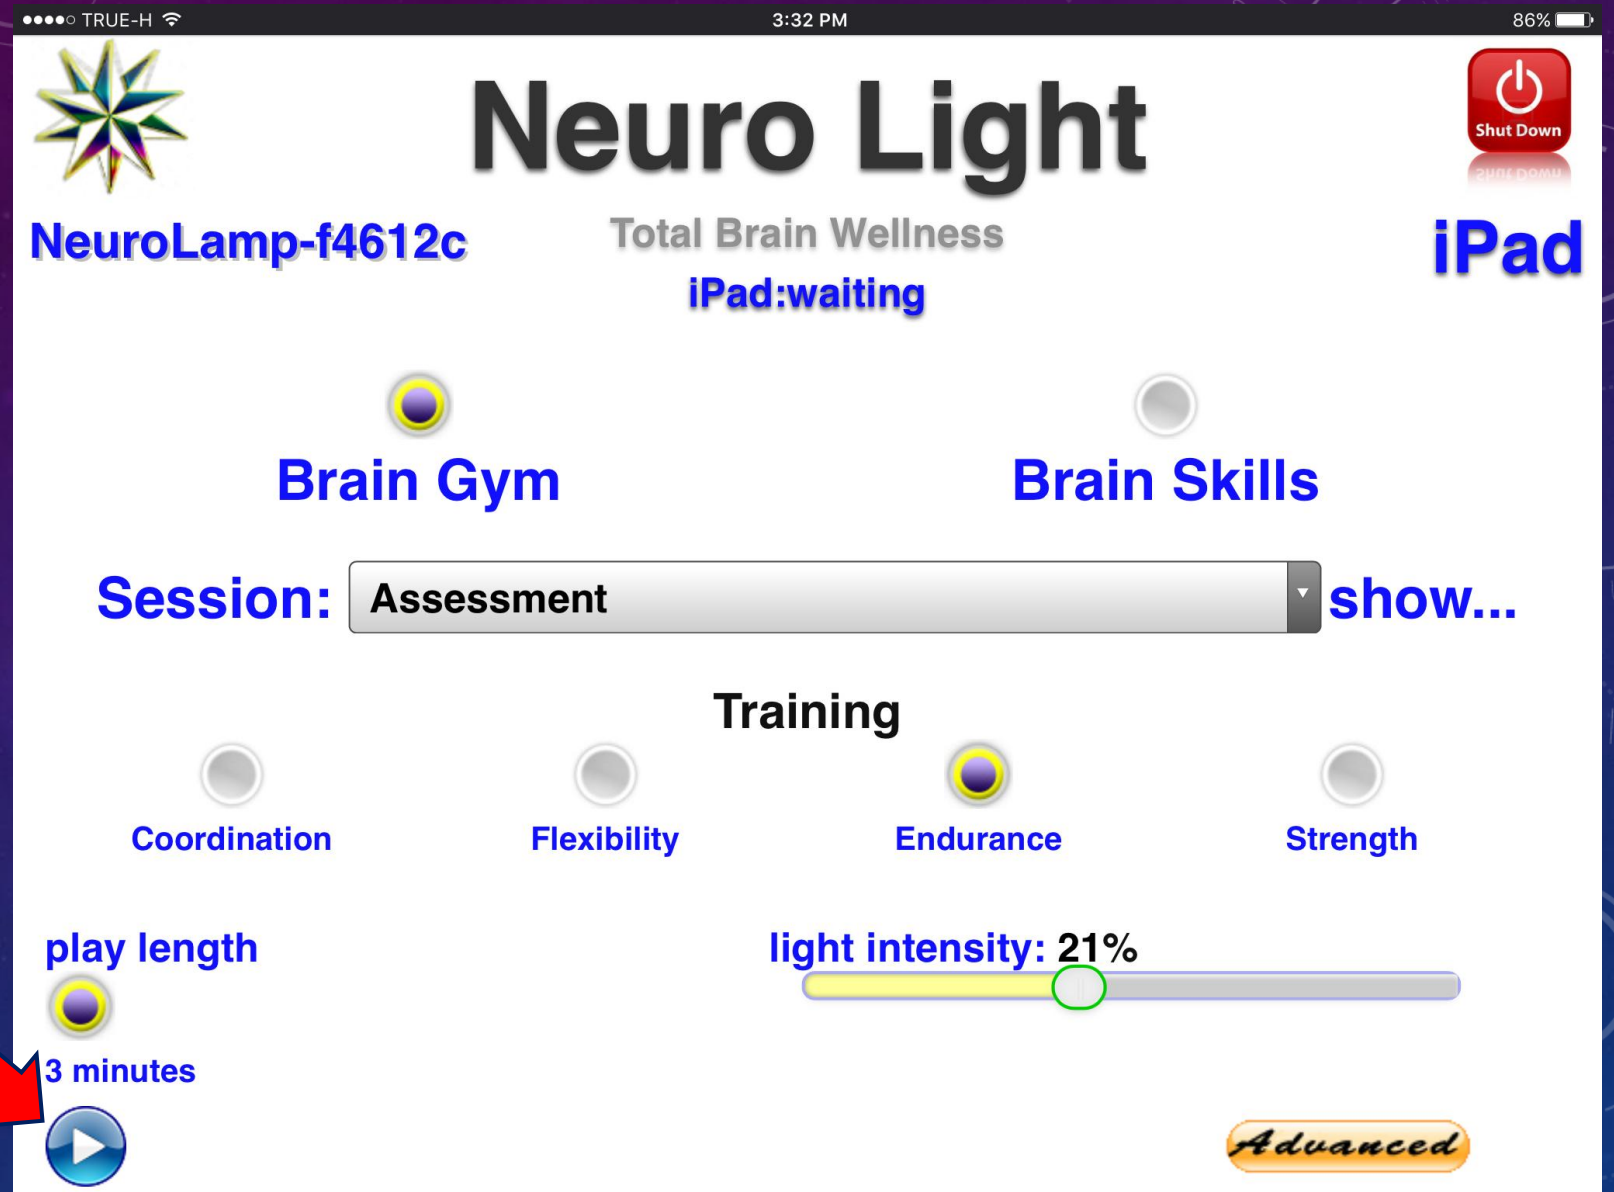 TRUE-H 3:32 PM 86%
Neuro Light
Shut Down
NeuroLamp-f4612c Total Brain Wellness iPad
iPad:waiting
Brain Gym Brain Skills
Session: Assessment show...
Training
Coordination Flexibility Endurance Strength
play length light intensity: 21%
3 minutes
Advanced